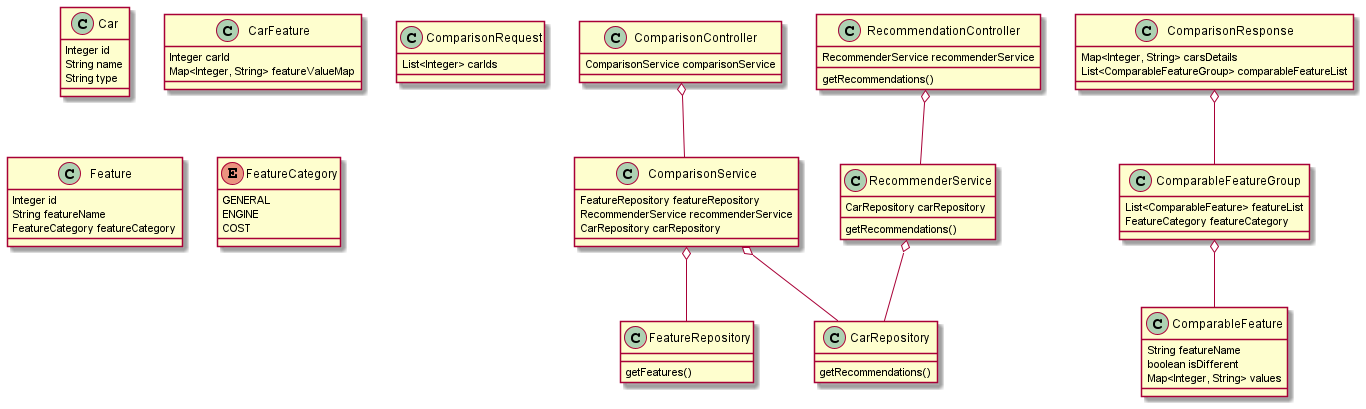 C Car
Integer id
String name
String type
C CarFeature
Integer carId
Map<Integer, String> featureValueMap
C ComparisonRequest
List<Integer> carIds
C ComparisonController
ComparisonService comparisonService
C RecommendationController
RecommenderService recommenderService
getRecommendations()
C ComparisonResponse
Map<Integer, String> carsDetails
List<ComparableFeatureGroup> comparableFeatureList
C Feature
Integer id
String featureName
FeatureCategory featureCategory
E FeatureCategory
GENERAL
ENGINE
COST
C ComparisonService
FeatureRepository featureRepository
RecommenderService recommenderService
CarRepository carRepository
C RecommenderService
CarRepository carRepository
getRecommendations()
C ComparableFeatureGroup
List<ComparableFeature> featureList
FeatureCategory featureCategory
C FeatureRepository
getFeatures()
C CarRepository
getRecommendations()
C ComparableFeature
String featureName
boolean isDifferent
Map<Integer, String> values